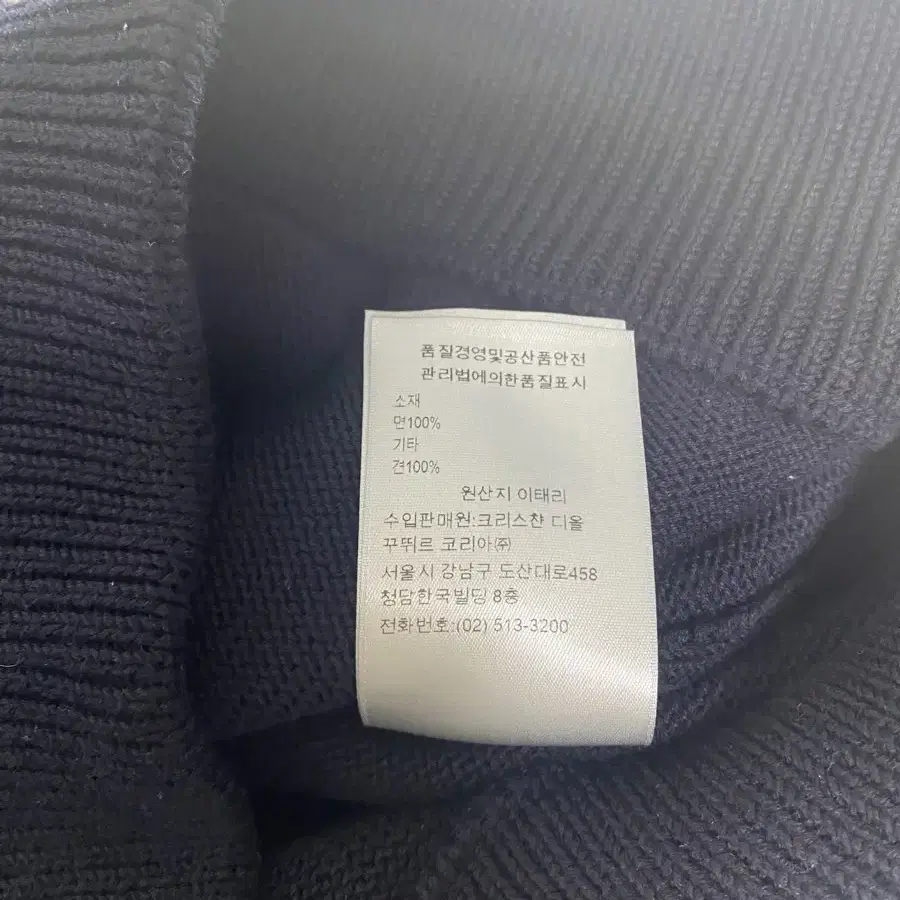 품질경영및공산품안전
관리법에의한품질표시
소재
면100%
기타
견100%
원산지 이태리
수입판매원:크리스챤 디올
꾸뛰르 코리아㈜
서울시 강남구 도산대로458
청담한국빌딩 8층
전화번호:(02) 513-3200